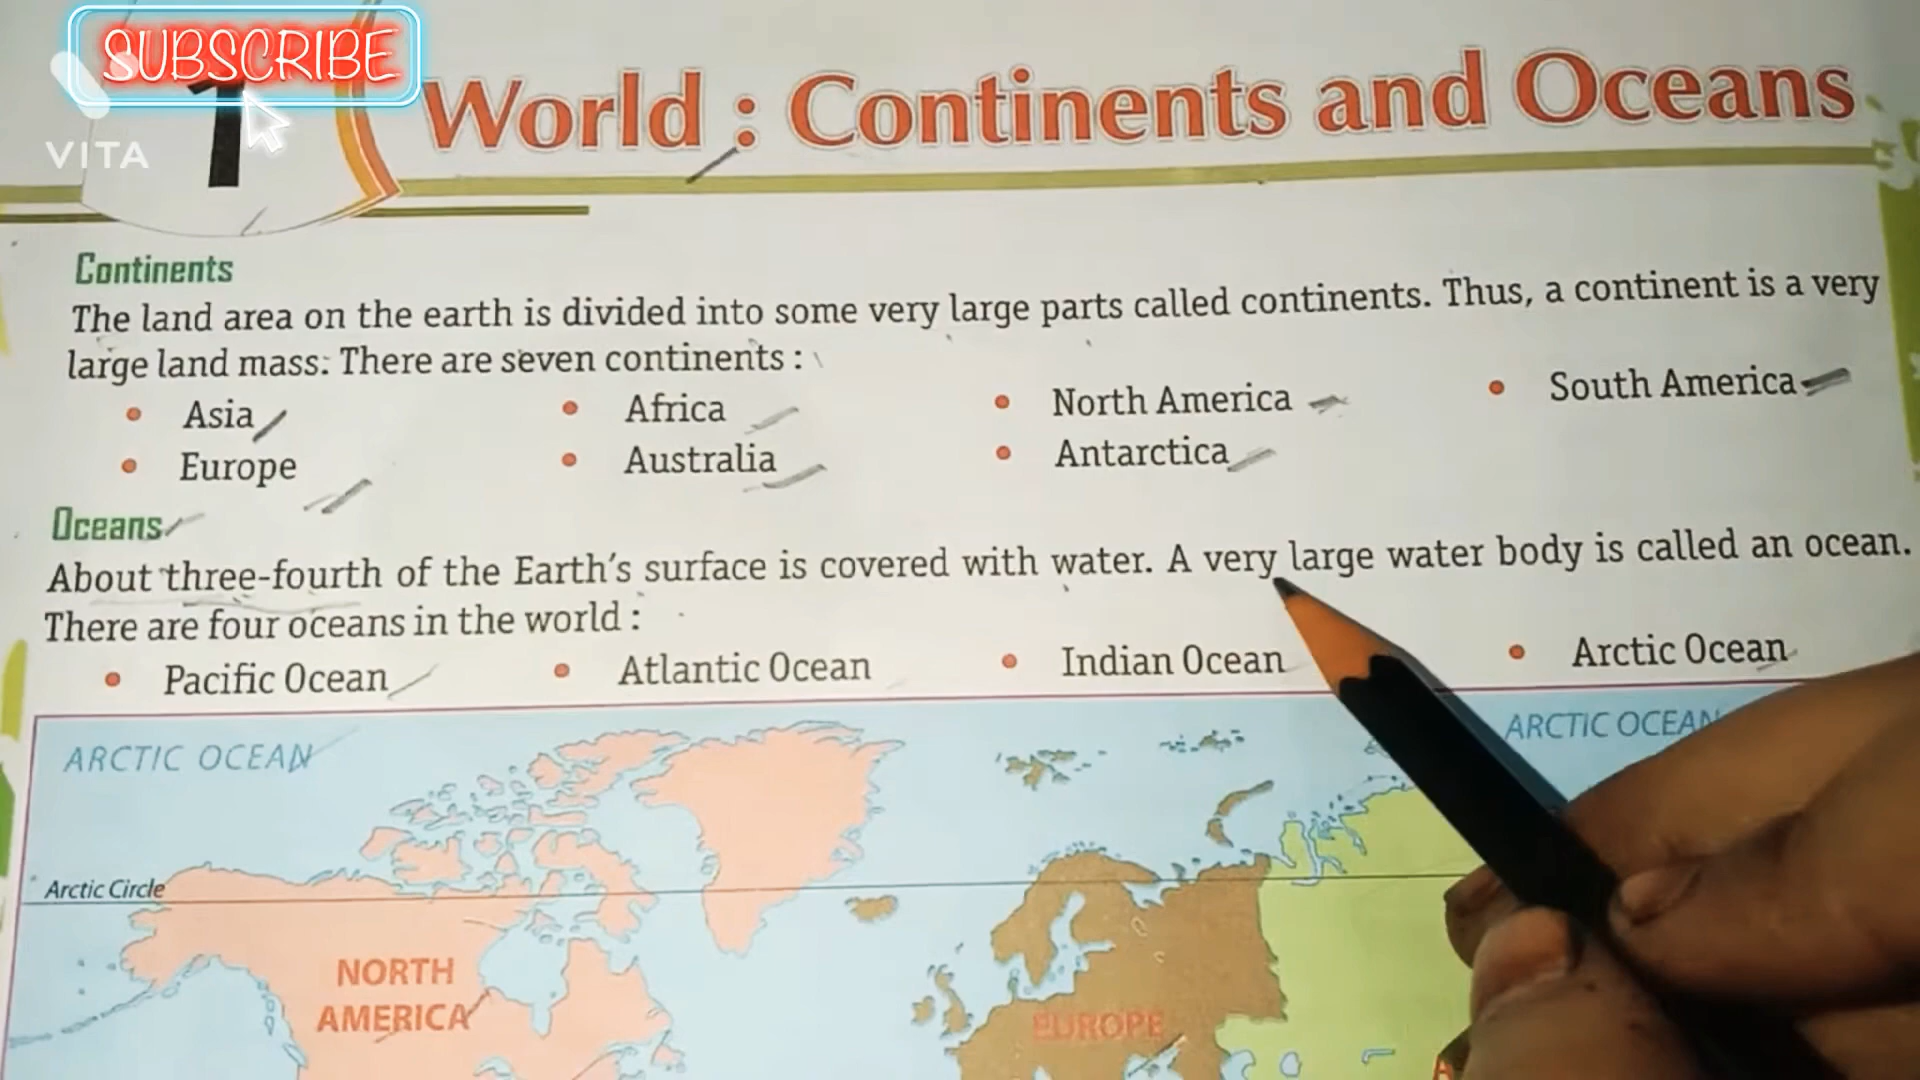 SUBSCRIBE
VITA
1
World : Continents and Oceans
Continents
The land area on the earth is divided into some very large parts called continents. Thus, a continent is a very
large land mass. There are seven continents :
• Asia • Africa • North America • South America
• Europe • Australia • Antarctica
Oceans
About three-fourth of the Earth's surface is covered with water. A very large water body is called an ocean.
There are four oceans in the world :
• Pacific Ocean • Atlantic Ocean • Indian Ocean • Arctic Ocean
ARCTIC OCEAN ARCTIC OCEAN
Arctic Circle
NORTH
AMERICA
EUROPE